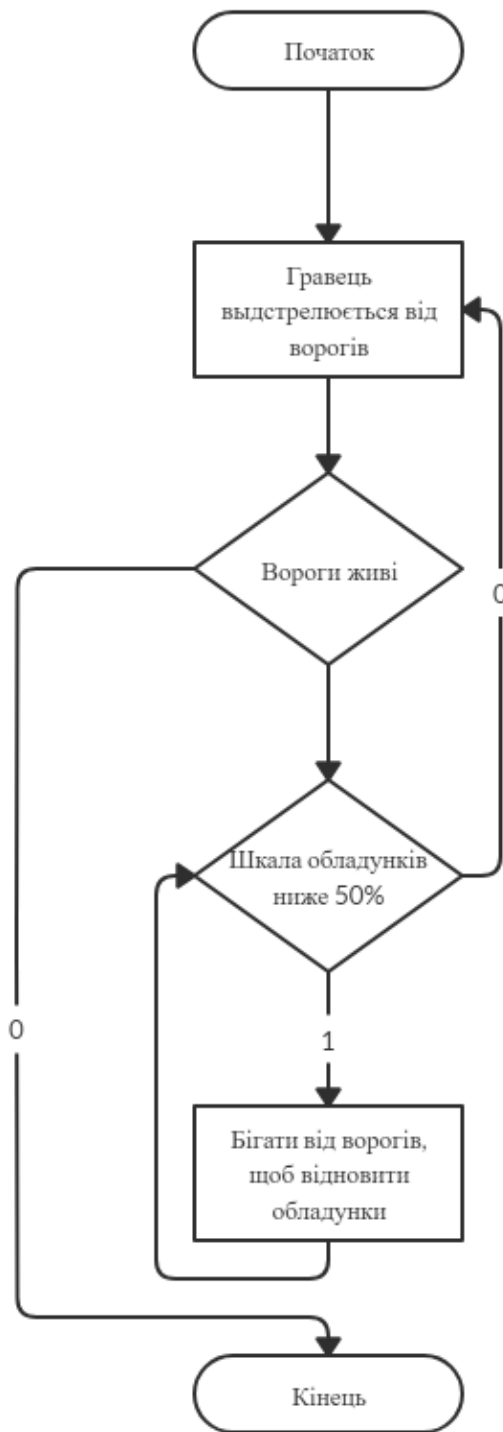 Початок
Гравець
выдстрелюється від
ворогів
Вороги живі
0
Шкала обладунків
ниже 50%
0
1
Бігати від ворогів,
щоб відновити
обладунки
Кінець